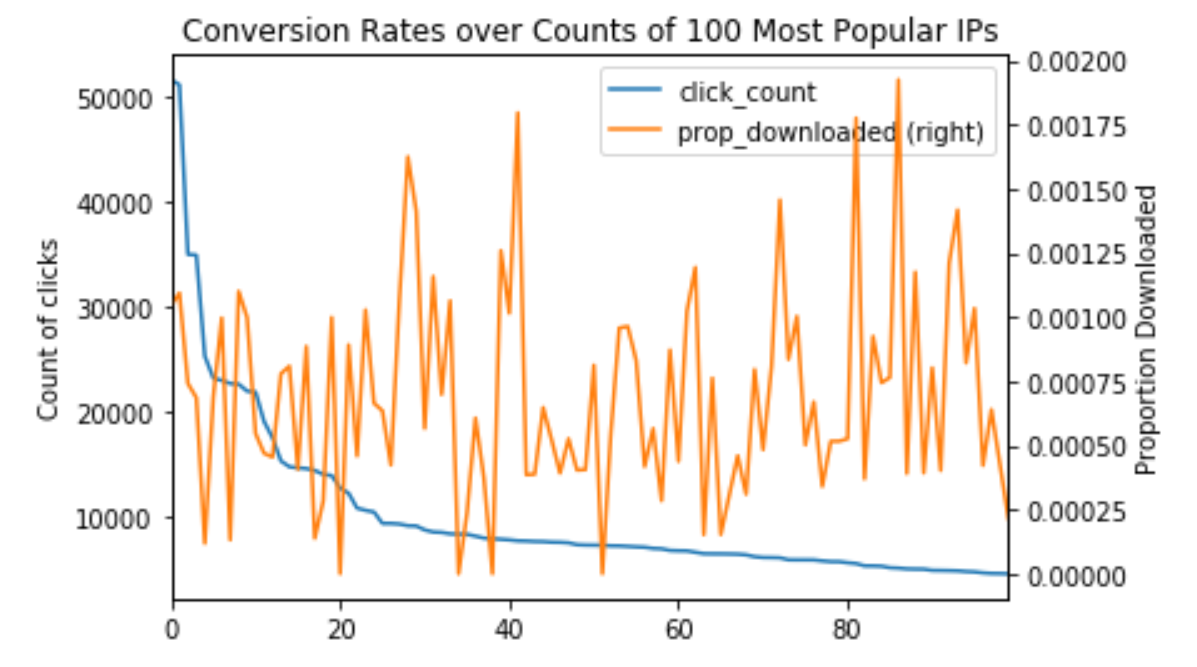 Conversion Rates over Counts of 100 Most Popular IPs
click_count
prop_downloaded (right)
Count of clicks
50000
40000
30000
20000
10000
0.00200
0.00175
0.00150
0.00125
0.00100
0.00075
0.00050
0.00025
0.00000
Proportion Downloaded
0 20 40 60 80